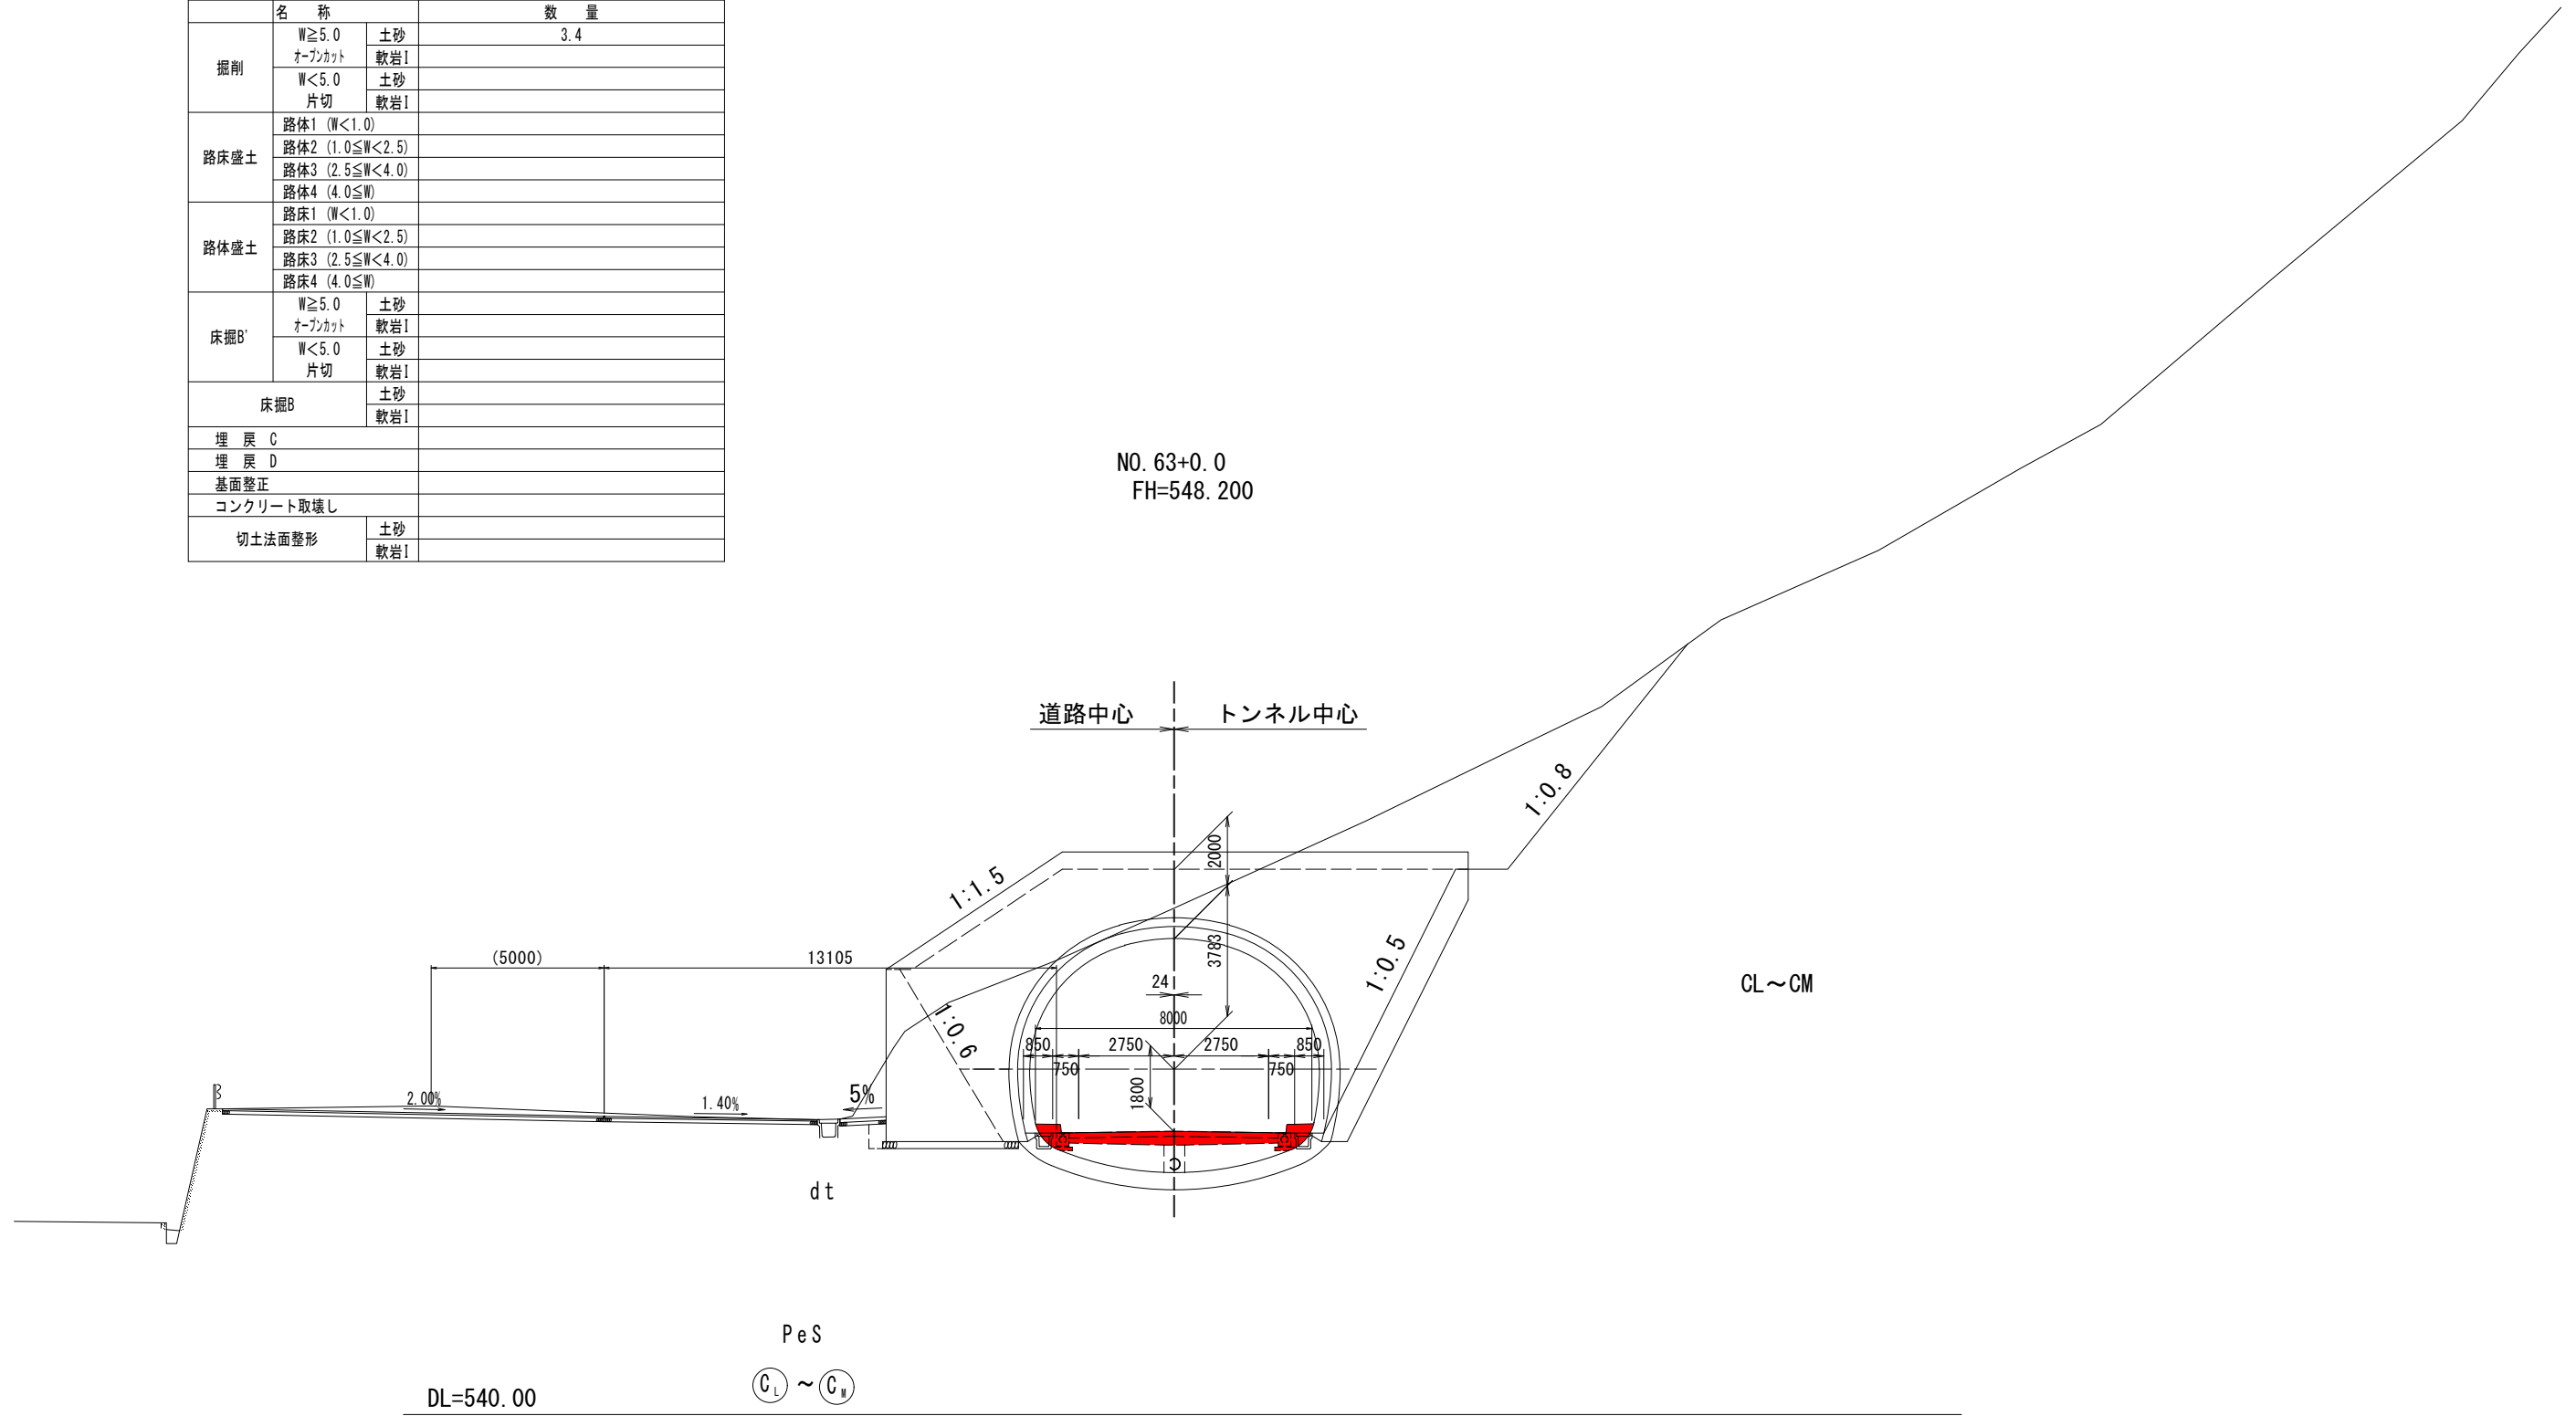 名　称 数　量
掘削 W≧5.0 オープンカット 土砂 3.4
軟岩I
W<5.0 片切 土砂
軟岩I
路床盛土 路体1 (W<1.0)
路体2 (1.0≦W<2.5)
路体3 (2.5≦W<4.0)
路体4 (4.0≦W)
路体盛土 路床1 (W<1.0)
路床2 (1.0≦W<2.5)
路床3 (2.5≦W<4.0)
路床4 (4.0≦W)
床掘B' W≧5.0 オープンカット 土砂
軟岩I
W<5.0 片切 土砂
軟岩I
床掘B 土砂
軟岩I
埋　戻　C
埋　戻　D
基面整正
コンクリート取壊し
切土法面整形 土砂
軟岩I
NO.63+0.0
FH=548.200
道路中心 トンネル中心
1:0.8
2000
1:1.5
3783
1:0.5
(5000) 13105
24
CL～CM
8000
1:0.6
850 2750 2750 850
750 750
1800
2.00% 1.40% 5%
dt
PeS
CL ～ CM
DL=540.00